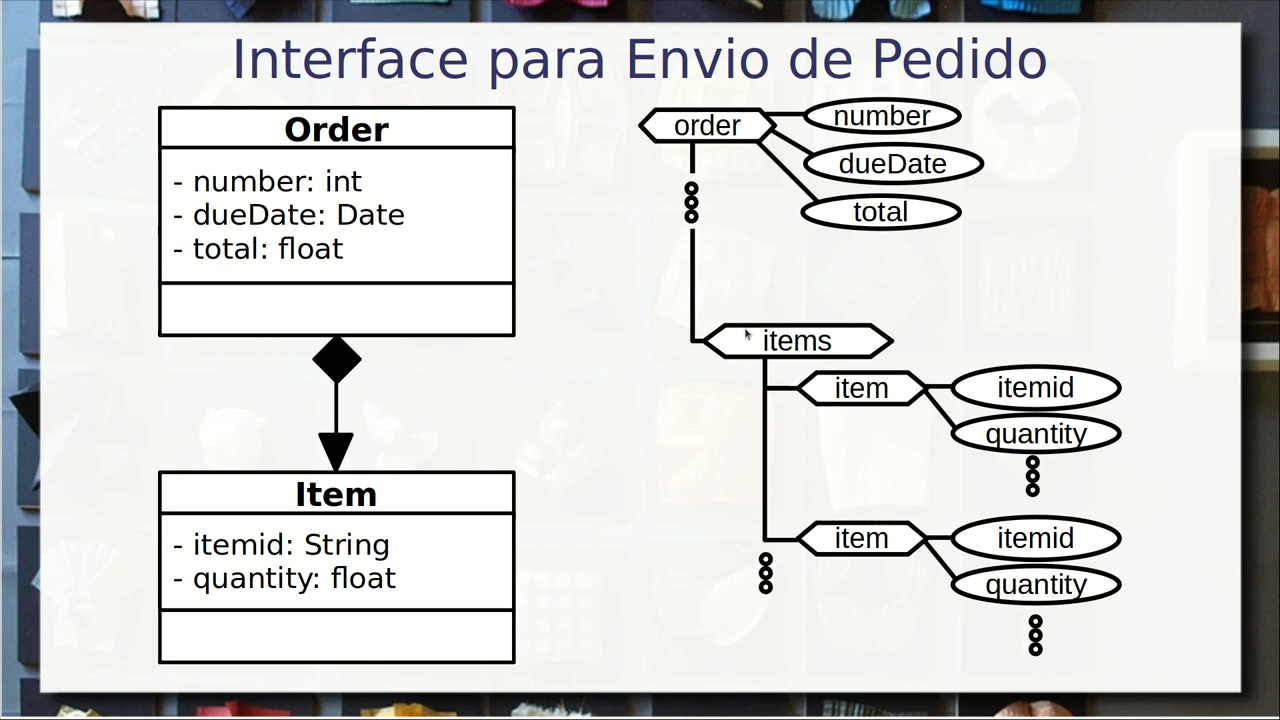 Interface para Envio de Pedido
Order
- number: int
- dueDate: Date
- total: float
Item
- itemid: String
- quantity: float
order
number
dueDate
total
items
item
itemid
quantity
item
itemid
quantity